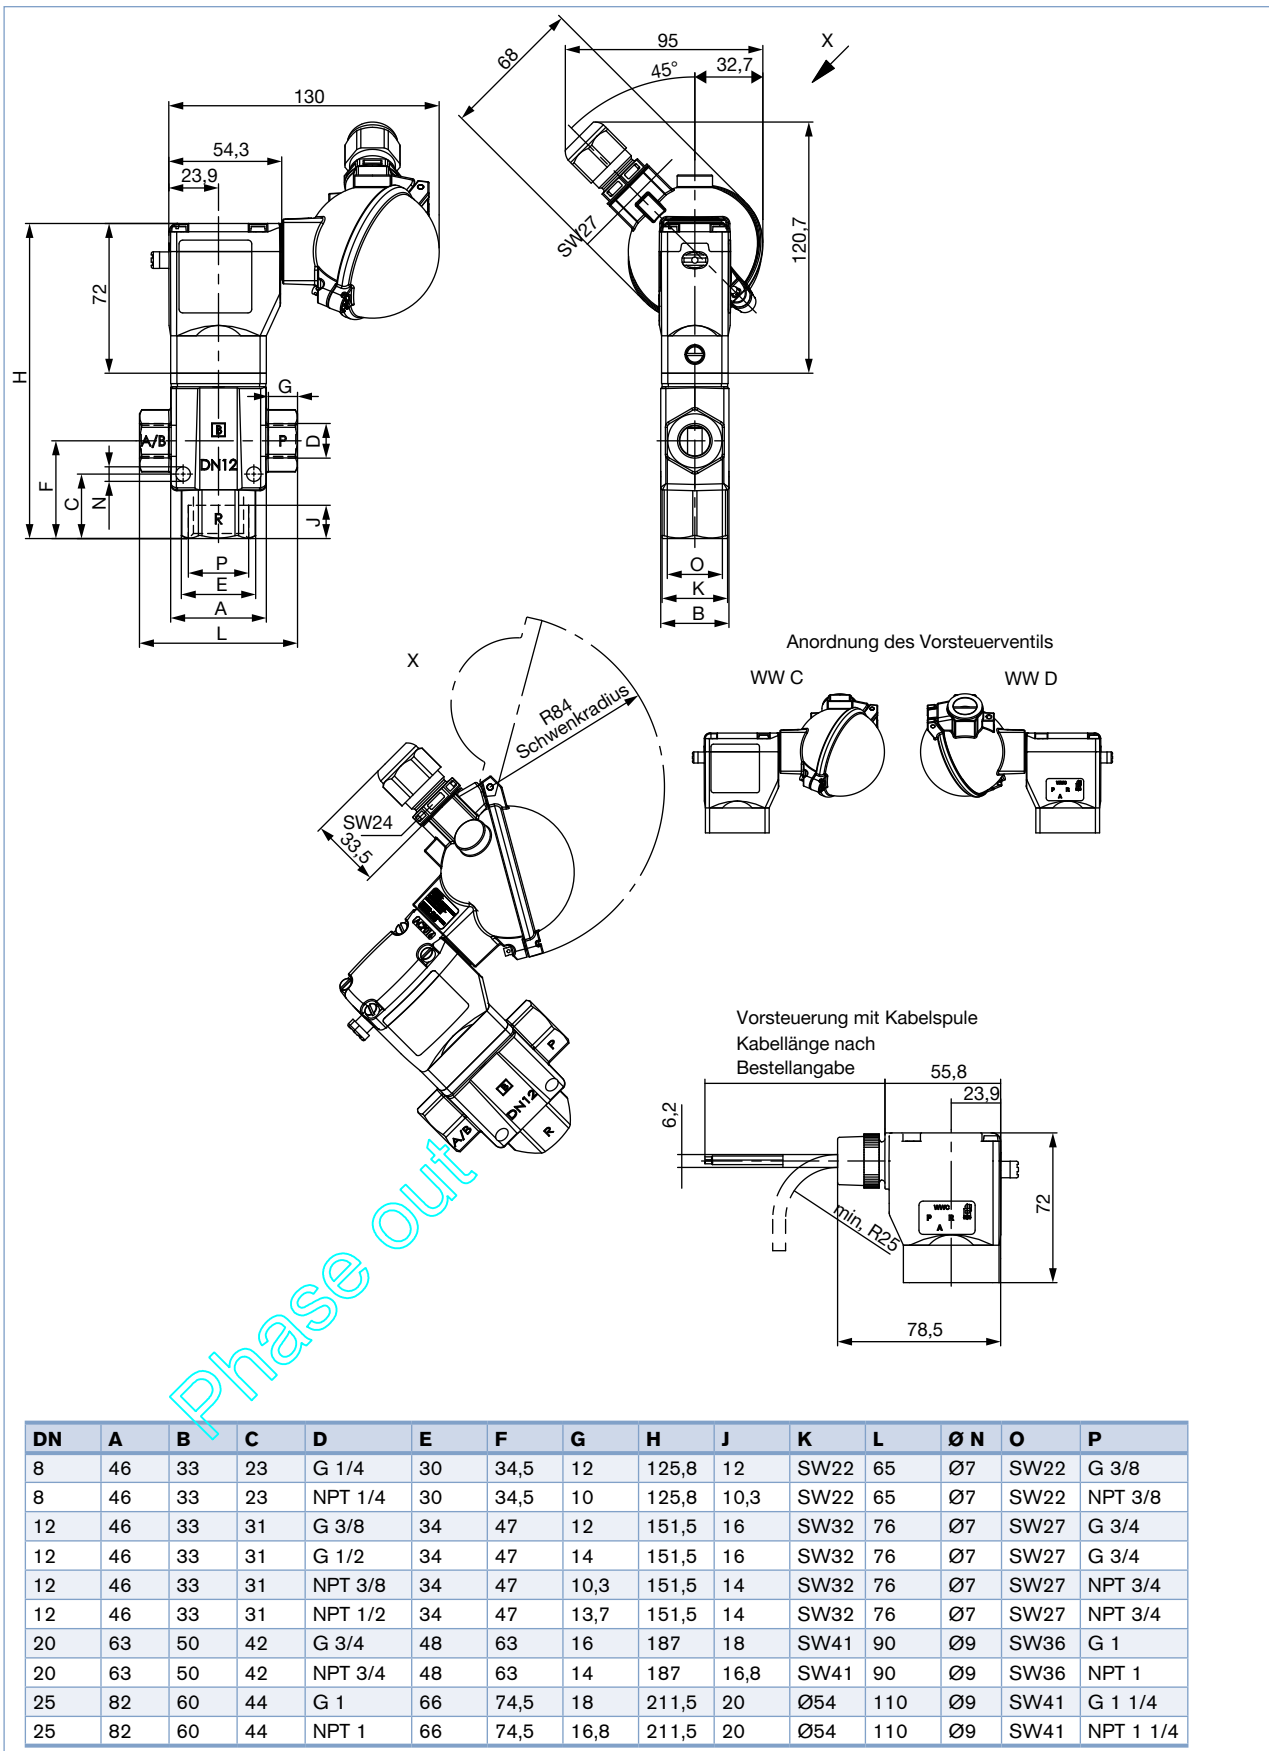 95
68
45°
32,7
X
130
54,3
23,9
SW27
120,7
72
H
G
A/B
B
P
D
DN12
F
C
N
R
J
P
E
A
L
O
K
B
Anordnung des Vorsteuerventils
X
WW C
WW D
R84
Schwenkradius
SW24
33,5
P
B
DN12
A/B
R
P R
A
Vorsteuerung mit Kabelspule
Kabellänge nach
Bestellangabe
55,8
23,9
6,2
WWC
P R
A
min. R25
72
78,5
Phase out
DN A B C D E F G H J K L Ø N O P
8 46 33 23 G 1/4 30 34,5 12 125,8 12 SW22 65 Ø7 SW22 G 3/8
8 46 33 23 NPT 1/4 30 34,5 10 125,8 10,3 SW22 65 Ø7 SW22 NPT 3/8
12 46 33 31 G 3/8 34 47 12 151,5 16 SW32 76 Ø7 SW27 G 3/4
12 46 33 31 G 1/2 34 47 14 151,5 16 SW32 76 Ø7 SW27 G 3/4
12 46 33 31 NPT 3/8 34 47 10,3 151,5 14 SW32 76 Ø7 SW27 NPT 3/4
12 46 33 31 NPT 1/2 34 47 13,7 151,5 14 SW32 76 Ø7 SW27 NPT 3/4
20 63 50 42 G 3/4 48 63 16 187 18 SW41 90 Ø9 SW36 G 1
20 63 50 42 NPT 3/4 48 63 14 187 16,8 SW41 90 Ø9 SW36 NPT 1
25 82 60 44 G 1 66 74,5 18 211,5 20 Ø54 110 Ø9 SW41 G 1 1/4
25 82 60 44 NPT 1 66 74,5 16,8 211,5 20 Ø54 110 Ø9 SW41 NPT 1 1/4